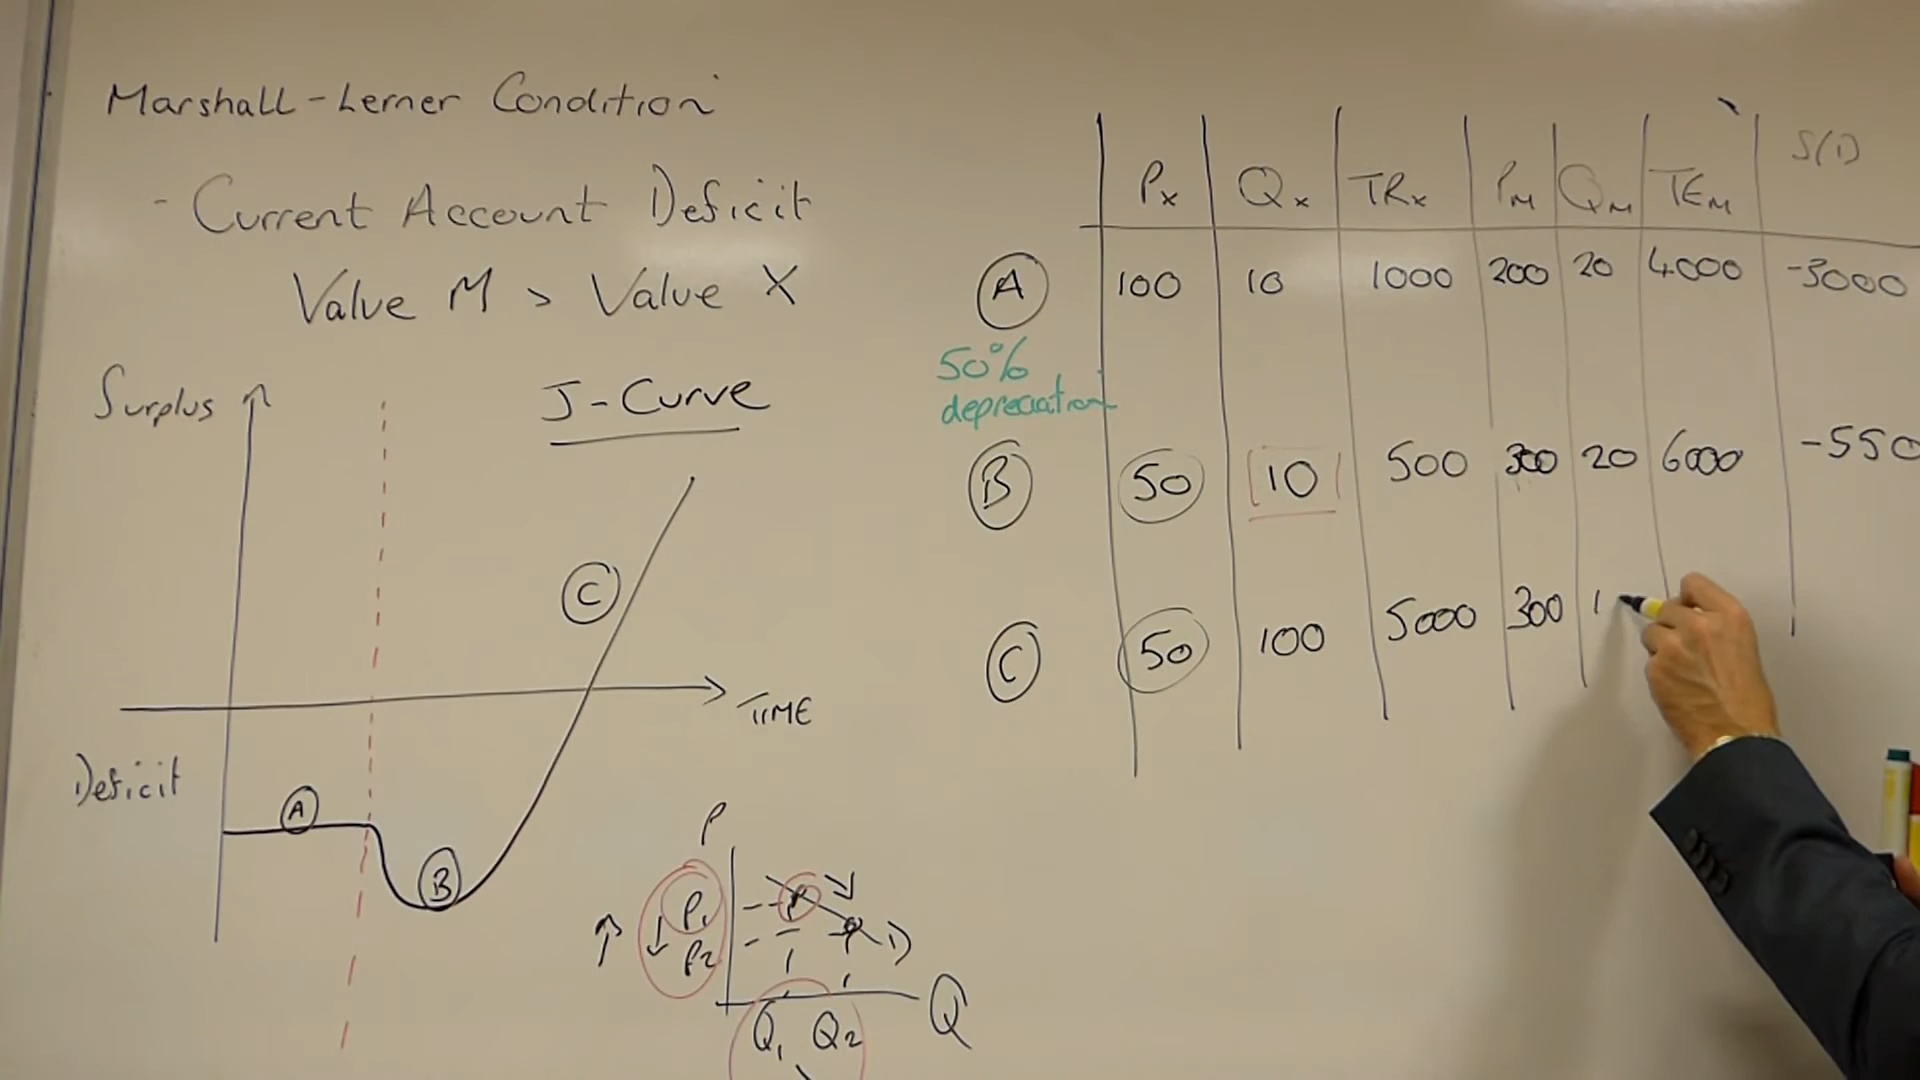 Marshall-Lerner Condition
- Current Account Deficit
Value M > Value X
Surplus
J-Curve
C
TIME
Deficit
A
B
P
P1
P2
D
Q1 Q2 Q
Px Qx TRx PM QM TEM S(D)
A 100 10 1000 200 20 4000 -3000
50%
depreciation
B 50 10 500 300 20 6000 -550
C 50 100 5000 300 1